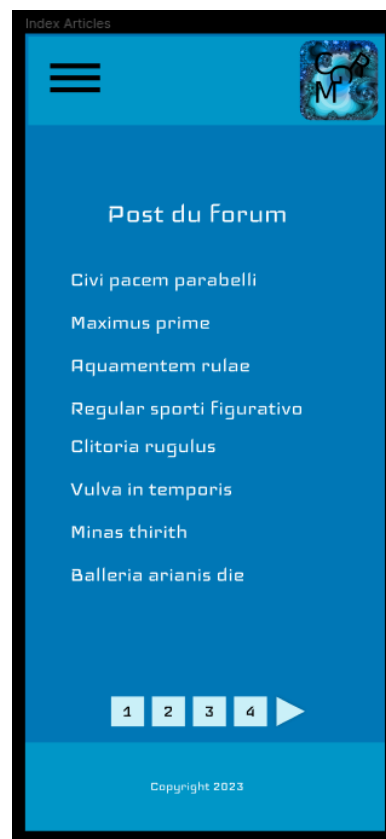 Index Articles
CORP
M
Post du Forum
Civi pacem parabelli
Maximus prime
Aquamentem rulae
Regular sporti figurativo
Clitoria rugulus
Vulva in temporis
Minas thirith
Balleria arianis die
1 2 3 4
Copyright 2023